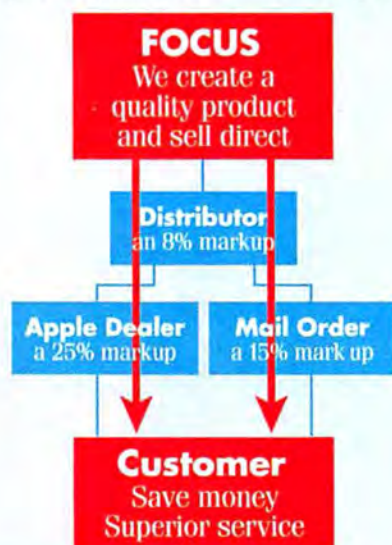 FOCUS
We create a
quality product
and sell direct
Distributor
an 8% markup
Apple Dealer
a 25% markup
Mail Order
a 15% mark up
Customer
Save money
Superior service